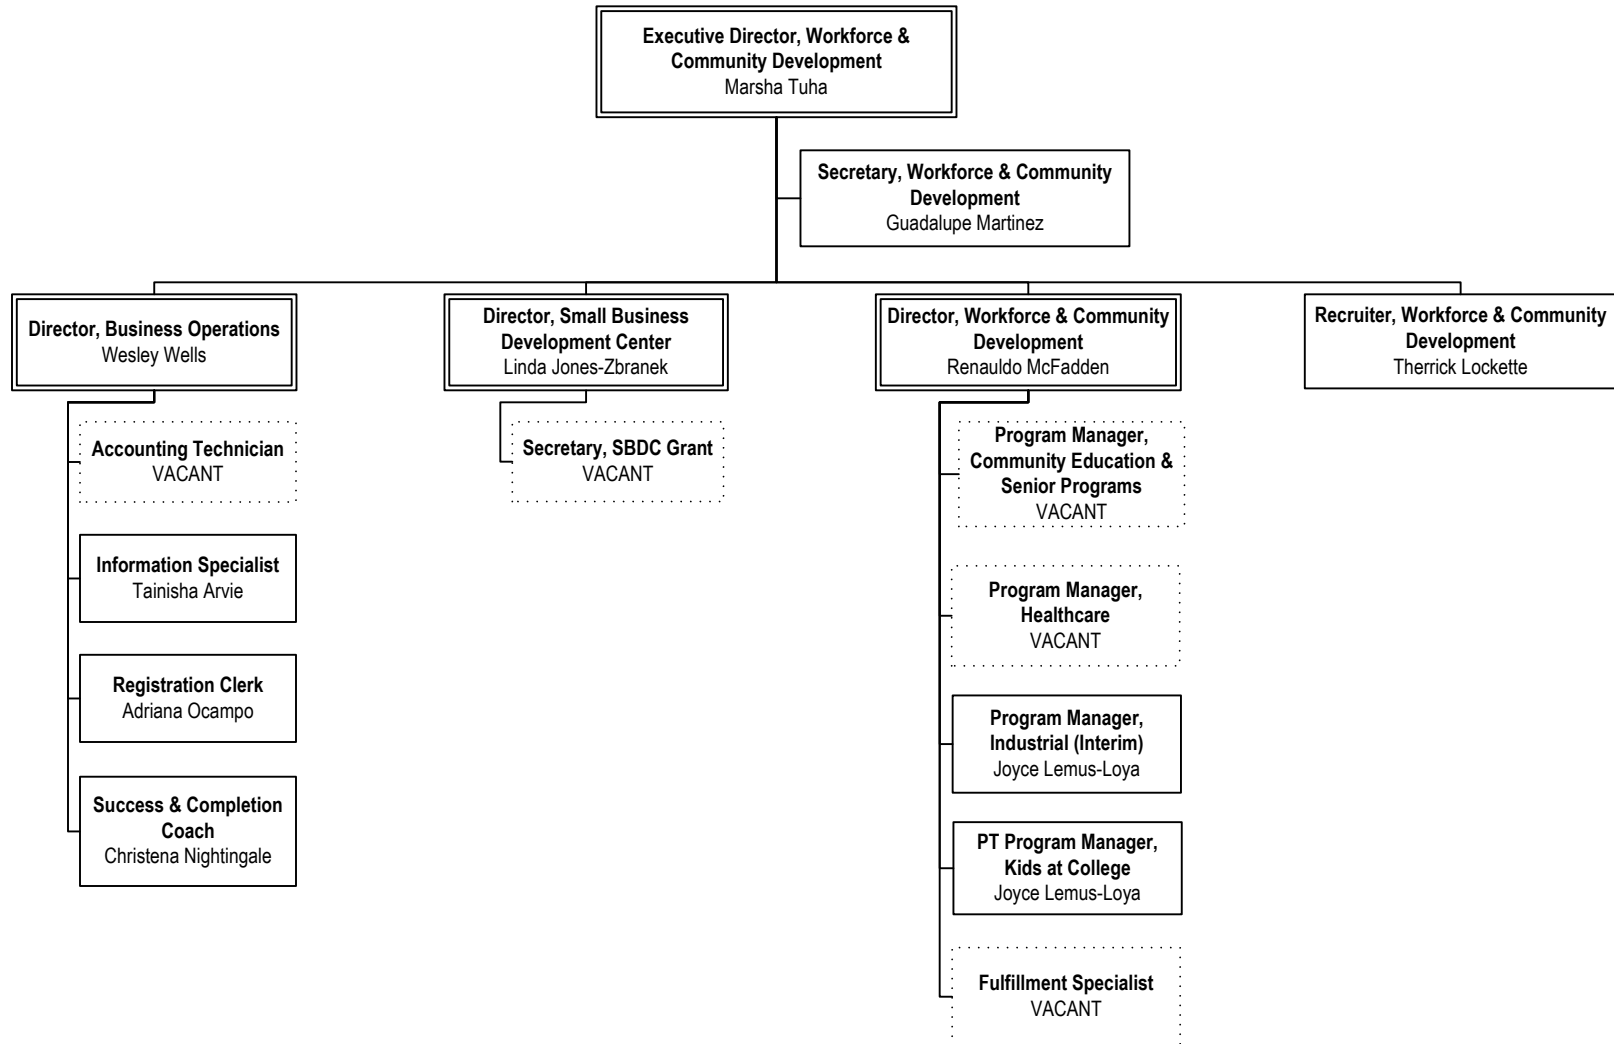 Executive Director, Workforce &
Community Development
Marsha Tuha
Secretary, Workforce & Community
Development
Guadalupe Martinez
Director, Business Operations
Wesley Wells
Director, Small Business
Development Center
Linda Jones-Zbranek
Director, Workforce & Community
Development
Renauldo McFadden
Recruiter, Workforce & Community
Development
Therrick Lockette
Accounting Technician
VACANT
Information Specialist
Tainisha Arvie
Registration Clerk
Adriana Ocampo
Success & Completion
Coach
Christena Nightingale
Secretary, SBDC Grant
VACANT
Program Manager,
Community Education &
Senior Programs
VACANT
Program Manager,
Healthcare
VACANT
Program Manager,
Industrial (Interim)
Joyce Lemus-Loya
PT Program Manager,
Kids at College
Joyce Lemus-Loya
Fulfillment Specialist
VACANT